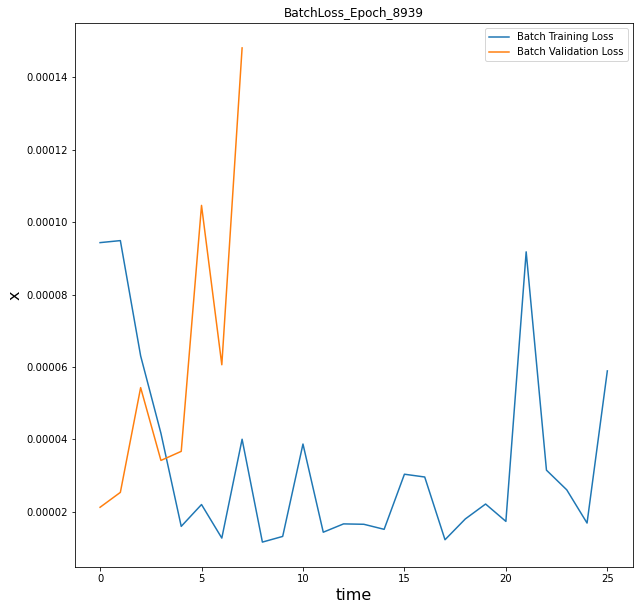 BatchLoss_Epoch_8939
Batch Training Loss
Batch Validation Loss
0.00014
0.00012
0.00010
0.00008
0.00006
0.00004
0.00002
x
0 5 10 15 20 25
time